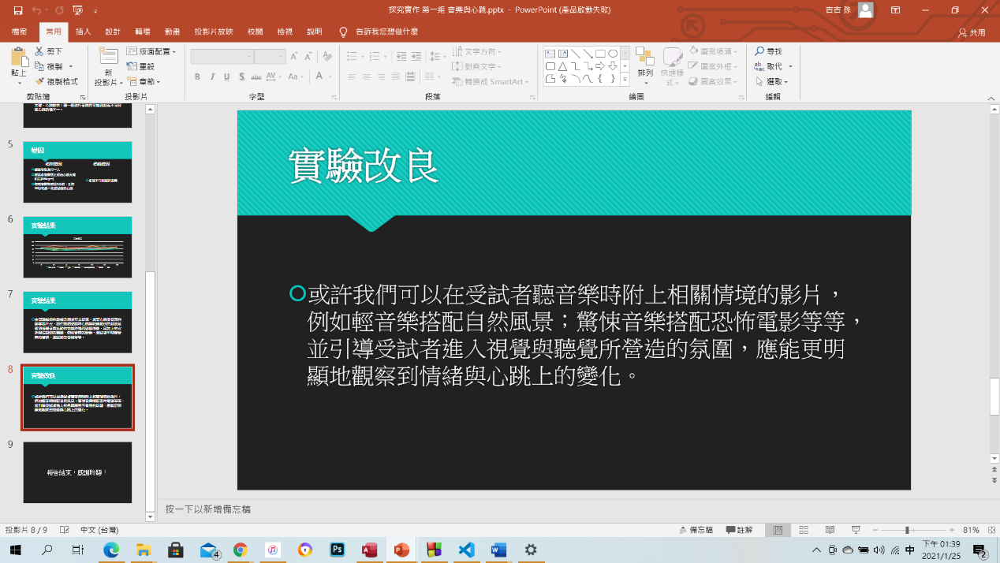 探究實作 第一組 音樂與心跳.pptx - PowerPoint (產品啟動失敗)
吉吉 孫
檔案 常用 插入 設計 轉場 動畫 投影片放映 校閱 檢視 說明 告訴我您想做什麼
共用
貼上
剪下
複製
複製格式
剪貼簿
新
投影片
版面配置
重設
章節
投影片
B I U S abc AV Aa A
字型
文字方向
對齊文字
轉換成 SmartArt
段落
排列
快速樣
式
圖案填滿
圖案外框
圖案效果
繪圖
尋找
取代
選取
編輯
5
變因
6
實驗結果
7
實驗結果
8
實驗改良
9
報告結束,感謝聆聽!
實驗改良
或許我們可以在受試者聽音樂時附上相關情境的影片,
例如輕音樂搭配自然風景;驚悚音樂搭配恐怖電影等等,
並引導受試者進入視覺與聽覺所營造的氛圍,應能更明
顯地觀察到情緒與心跳上的變化。
按一下以新增備忘稿
投影片 8 / 9 中文 (台灣)
備忘稿 註解 81%
4
Ps
中
下午 01:39
2021/1/25
2